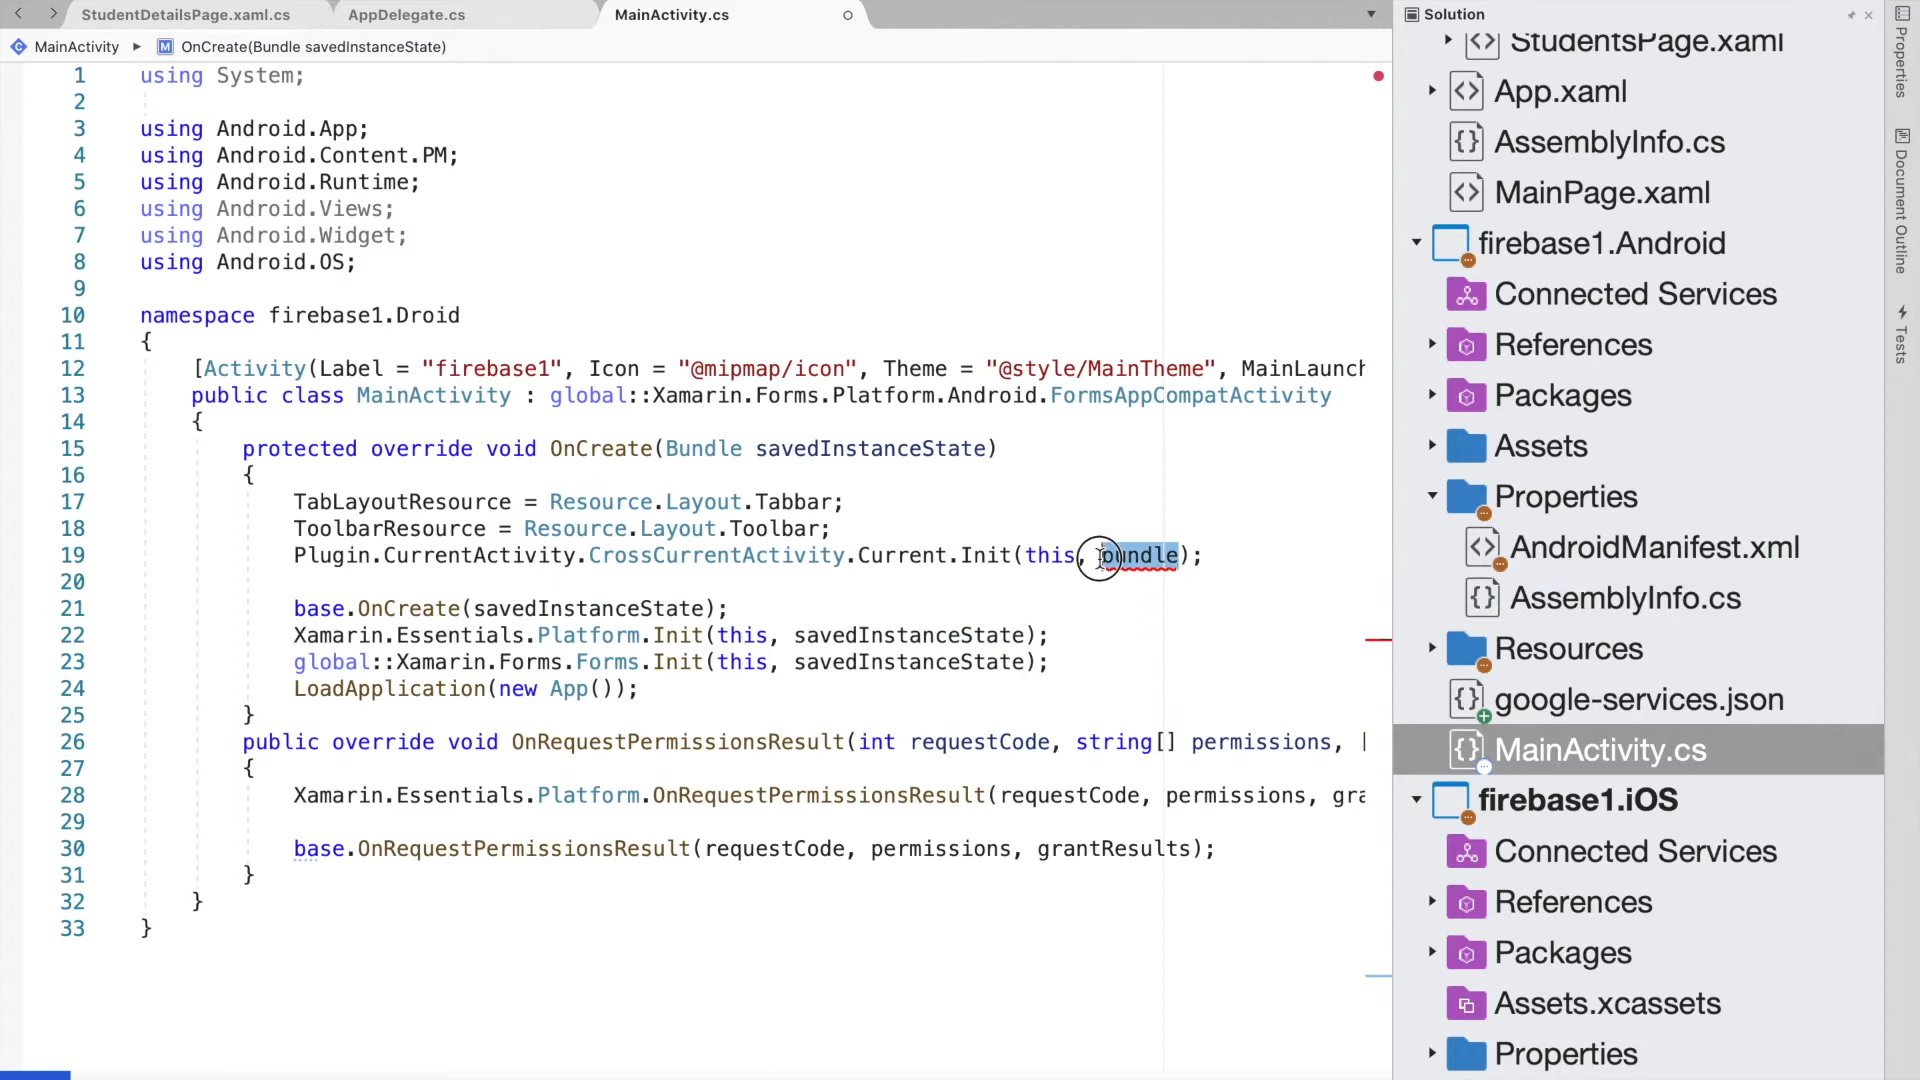 StudentDetailsPage.xaml.cs
AppDelegate.cs
MainActivity.cs
MainActivity
M
OnCreate(Bundle savedInstanceState)
1 using System;
2
3 using Android.App;
4 using Android.Content.PM;
5 using Android.Runtime;
6 using Android.Views;
7 using Android.Widget;
8 using Android.OS;
9
10 namespace firebase1.Droid
11 {
12 [Activity(Label = "firebase1", Icon = "@mipmap/icon", Theme = "@style/MainTheme", MainLaunch
13 public class MainActivity : global::Xamarin.Forms.Platform.Android.FormsAppCompatActivity
14 {
15 protected override void OnCreate(Bundle savedInstanceState)
16 {
17 TabLayoutResource = Resource.Layout.Tabbar;
18 ToolbarResource = Resource.Layout.Toolbar;
19 Plugin.CurrentActivity.CrossCurrentActivity.Current.Init(this, bundle);
20
21 base.OnCreate(savedInstanceState);
22 Xamarin.Essentials.Platform.Init(this, savedInstanceState);
23 global::Xamarin.Forms.Forms.Init(this, savedInstanceState);
24 LoadApplication(new App());
25 }
26 public override void OnRequestPermissionsResult(int requestCode, string[] permissions, [
27 {
28 Xamarin.Essentials.Platform.OnRequestPermissionsResult(requestCode, permissions, gra
29
30 base.OnRequestPermissionsResult(requestCode, permissions, grantResults);
31 }
32 }
33 }
Solution
StudentsPage.xaml
App.xaml
AssemblyInfo.cs
MainPage.xaml
firebase1.Android
Connected Services
References
Packages
Assets
Properties
AndroidManifest.xml
AssemblyInfo.cs
Resources
google-services.json
MainActivity.cs
firebase1.iOS
Connected Services
References
Packages
Assets.xcassets
Properties
Properties
Document Outline
Tests